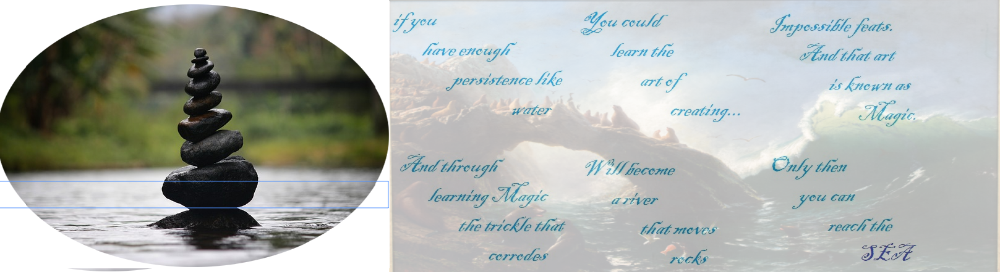 if you
have enough
persistence like
water
You could
learn the
art of
creating...
Impossible feats.
And that art
is known as
Magic.
And through
learning Magic
the trickle that
corrodes
Will become
a river
that moves
rocks
Only then
you can
reach the
SEA